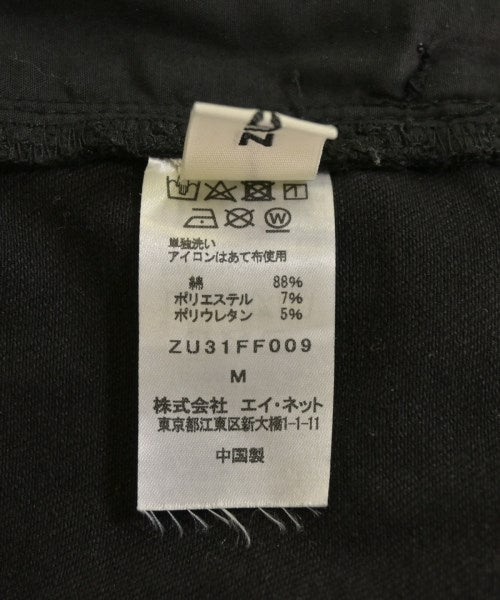 ZUC
単独洗い
アイロンはあて布使用
綿 88%
ポリエステル 7%
ポリウレタン 5%
ZU31FF009
M
株式会社 エイ・ネット
東京都江東区新大橋1-1-11
中国製